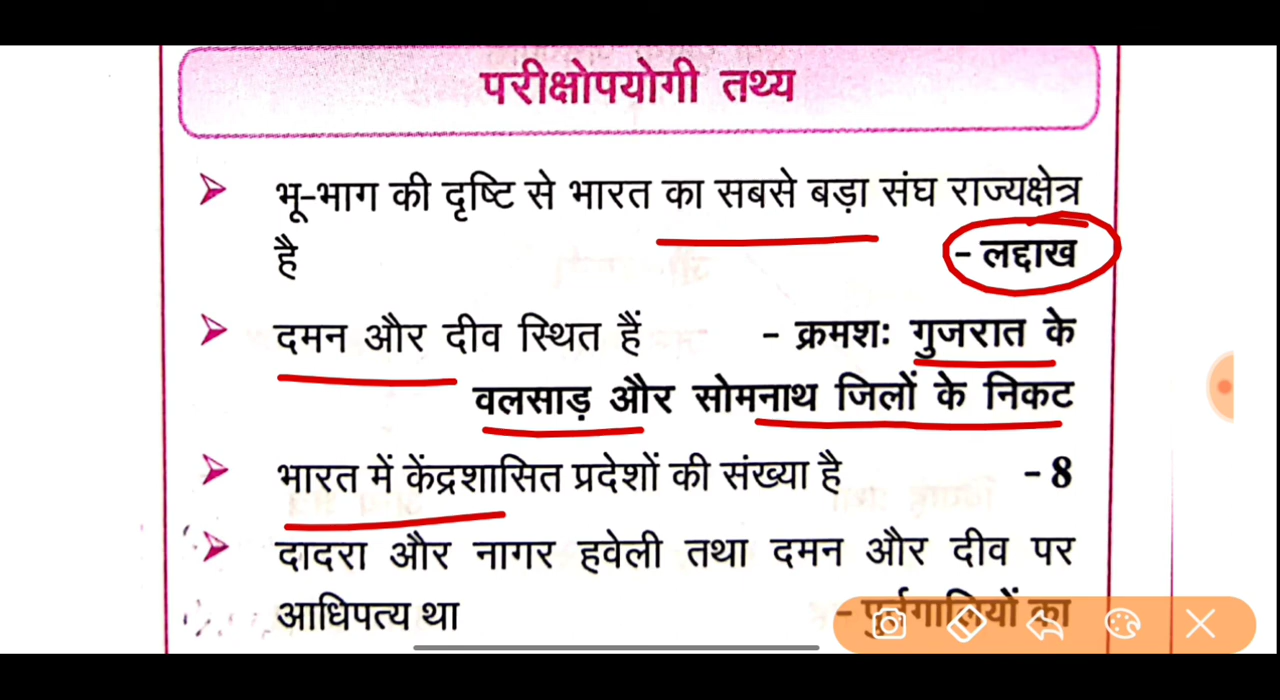 परीक्षोपयोगी तथ्य
भू-भाग की दृष्टि से भारत का सबसे बड़ा संघ राज्यक्षेत्र
है - लद्दाख
दमन और दीव स्थित हैं - क्रमशः गुजरात के
वलसाड़ और सोमनाथ जिलों के निकट
भारत में केंद्रशासित प्रदेशों की संख्या है - 8
दादरा और नागर हवेली तथा दमन और दीव पर
आधिपत्य था - पुर्तगालियों का